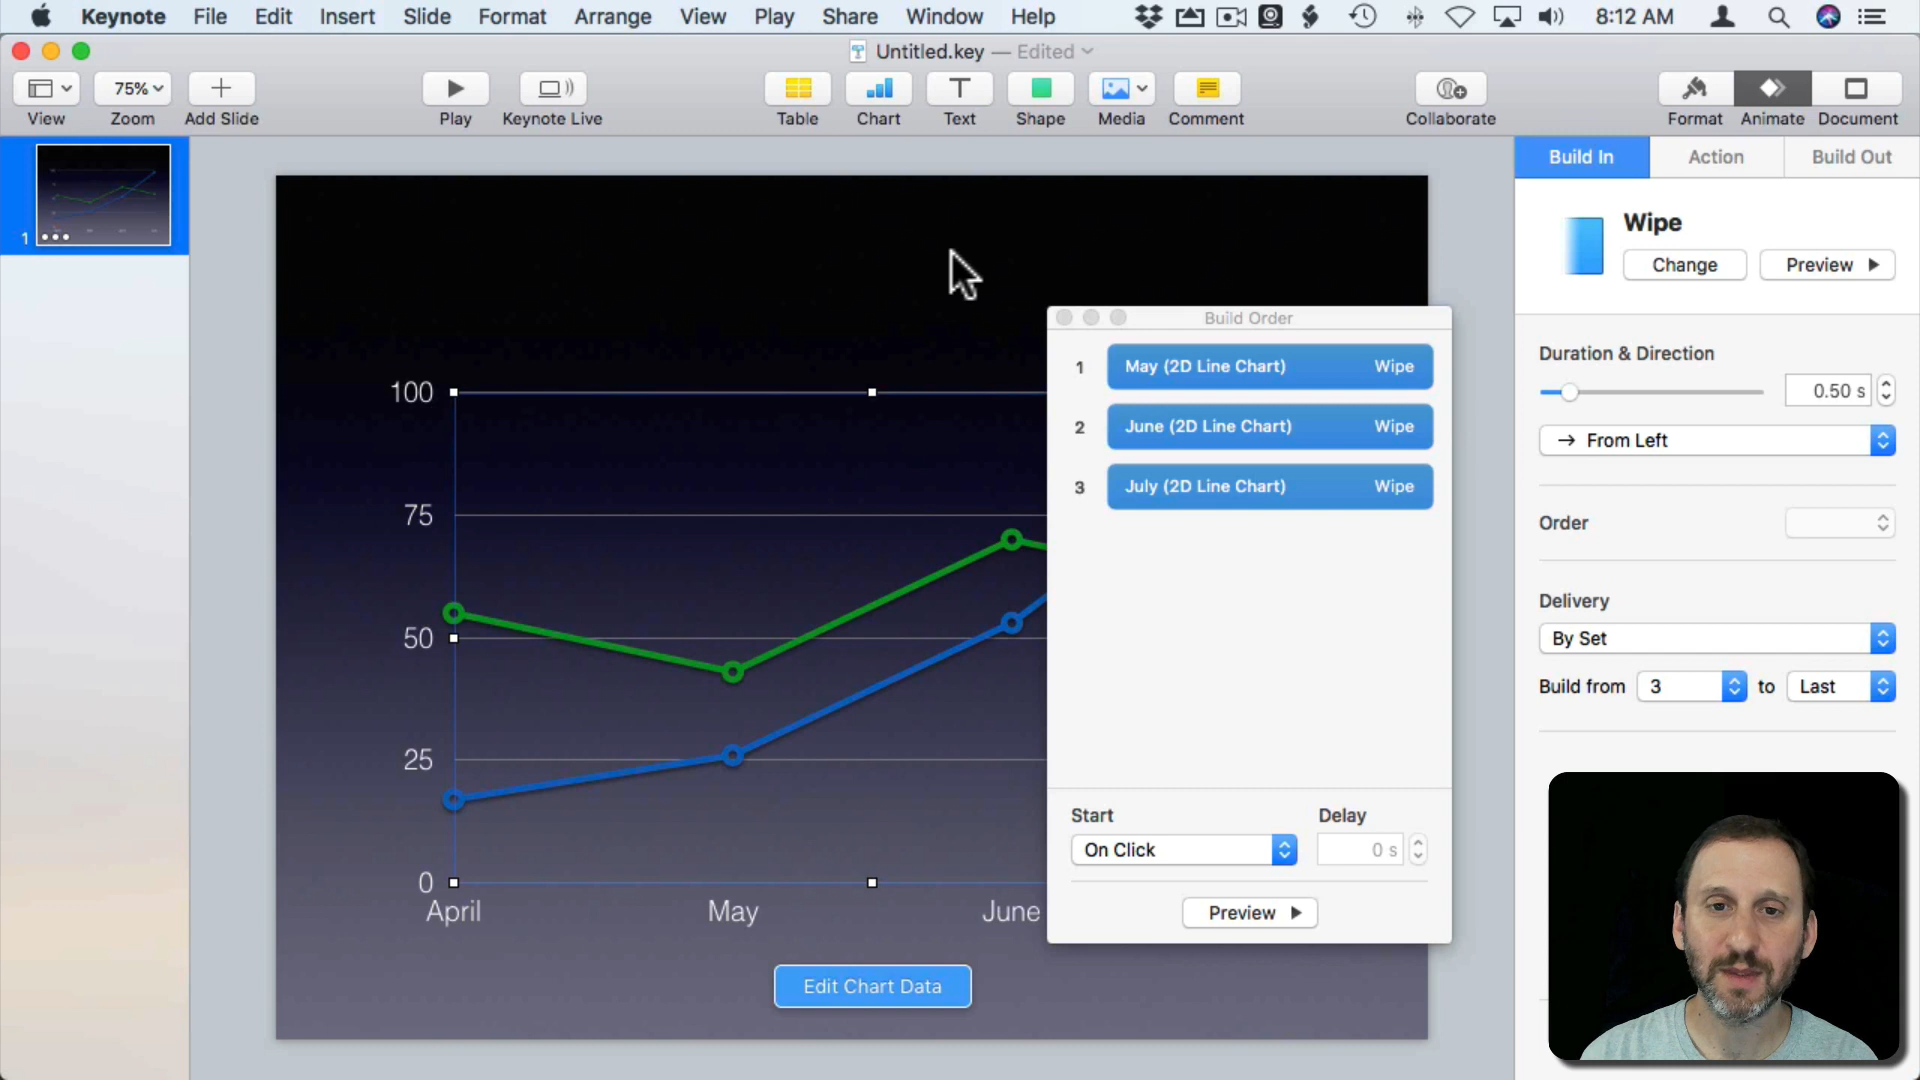 Keynote File Edit Insert Slide Format Arrange View Play Share Window Help 8:12 AM
Untitled.key — Edited
75%
View Zoom Add Slide Play Keynote Live Table Chart Text Shape Media Comment Collaborate Format Animate Document
1
Build In Action Build Out
Wipe
Change Preview
Duration & Direction
0.50 s
→ From Left
Order
Delivery
By Set
Build from 3 to Last
100
75
50
25
0
April May June
Edit Chart Data
Build Order
1 May (2D Line Chart) Wipe
2 June (2D Line Chart) Wipe
3 July (2D Line Chart) Wipe
Start Delay
On Click 0 s
Preview